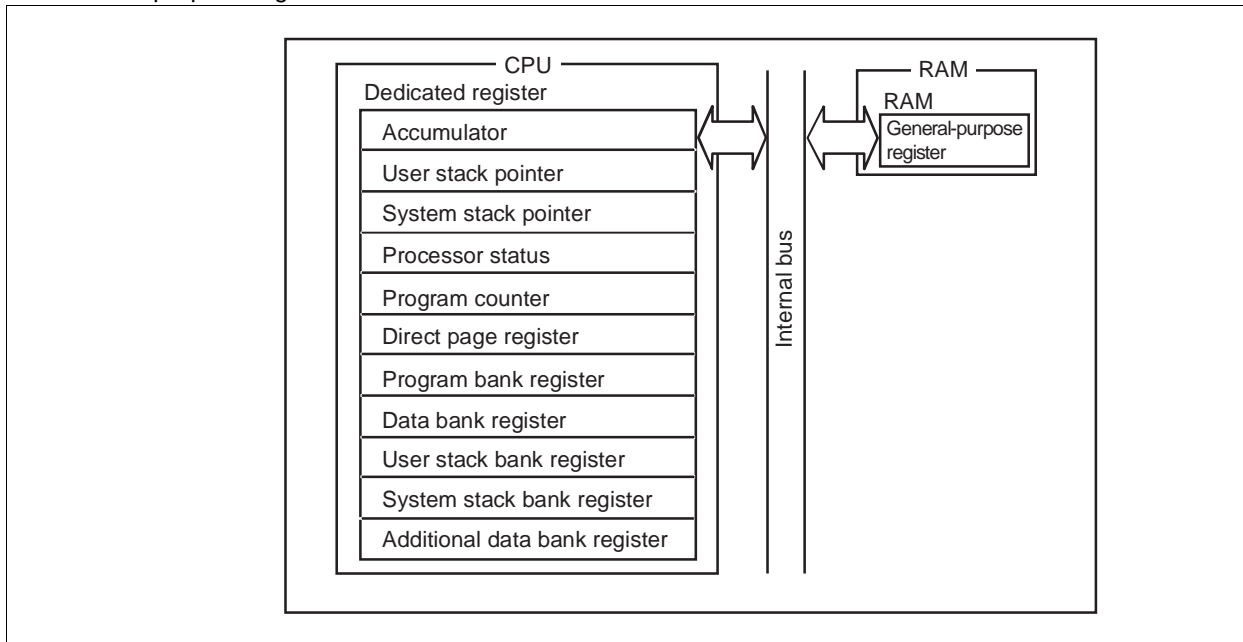 CPU
Dedicated register
Accumulator
User stack pointer
System stack pointer
Processor status
Program counter
Direct page register
Program bank register
Data bank register
User stack bank register
System stack bank register
Additional data bank register
Internal bus
RAM
RAM
General-purpose
register